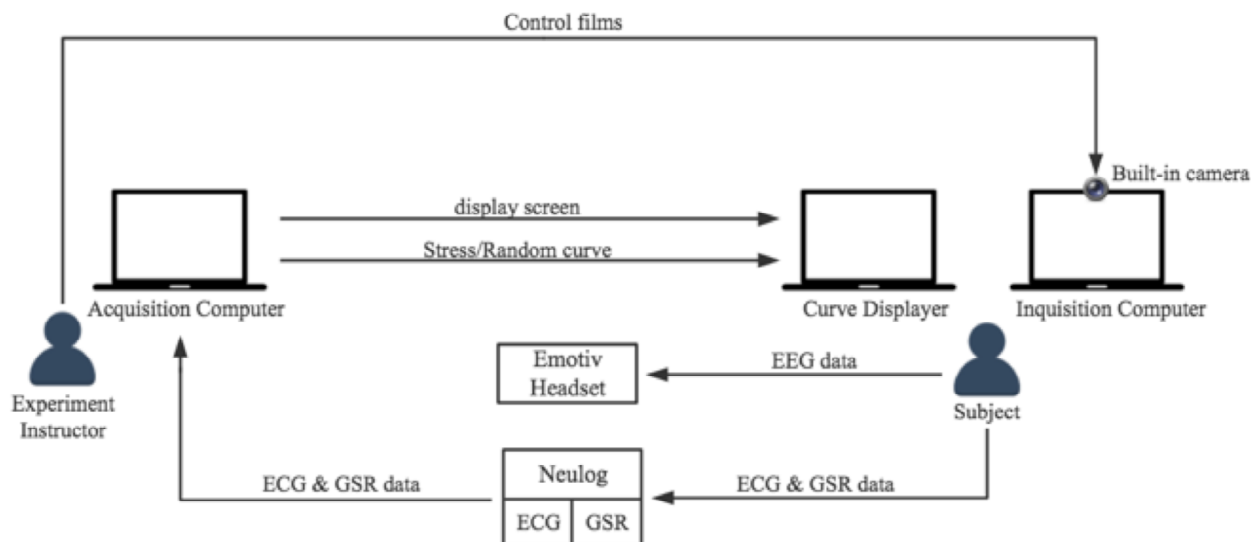 Control films
Built-in camera
display screen
Stress/Random curve
Acquisition Computer
Curve Displayer
Inquisition Computer
Emotiv
Headset
EEG data
Experiment
Instructor
Subject
ECG & GSR data
Neulog
ECG
GSR
ECG & GSR data